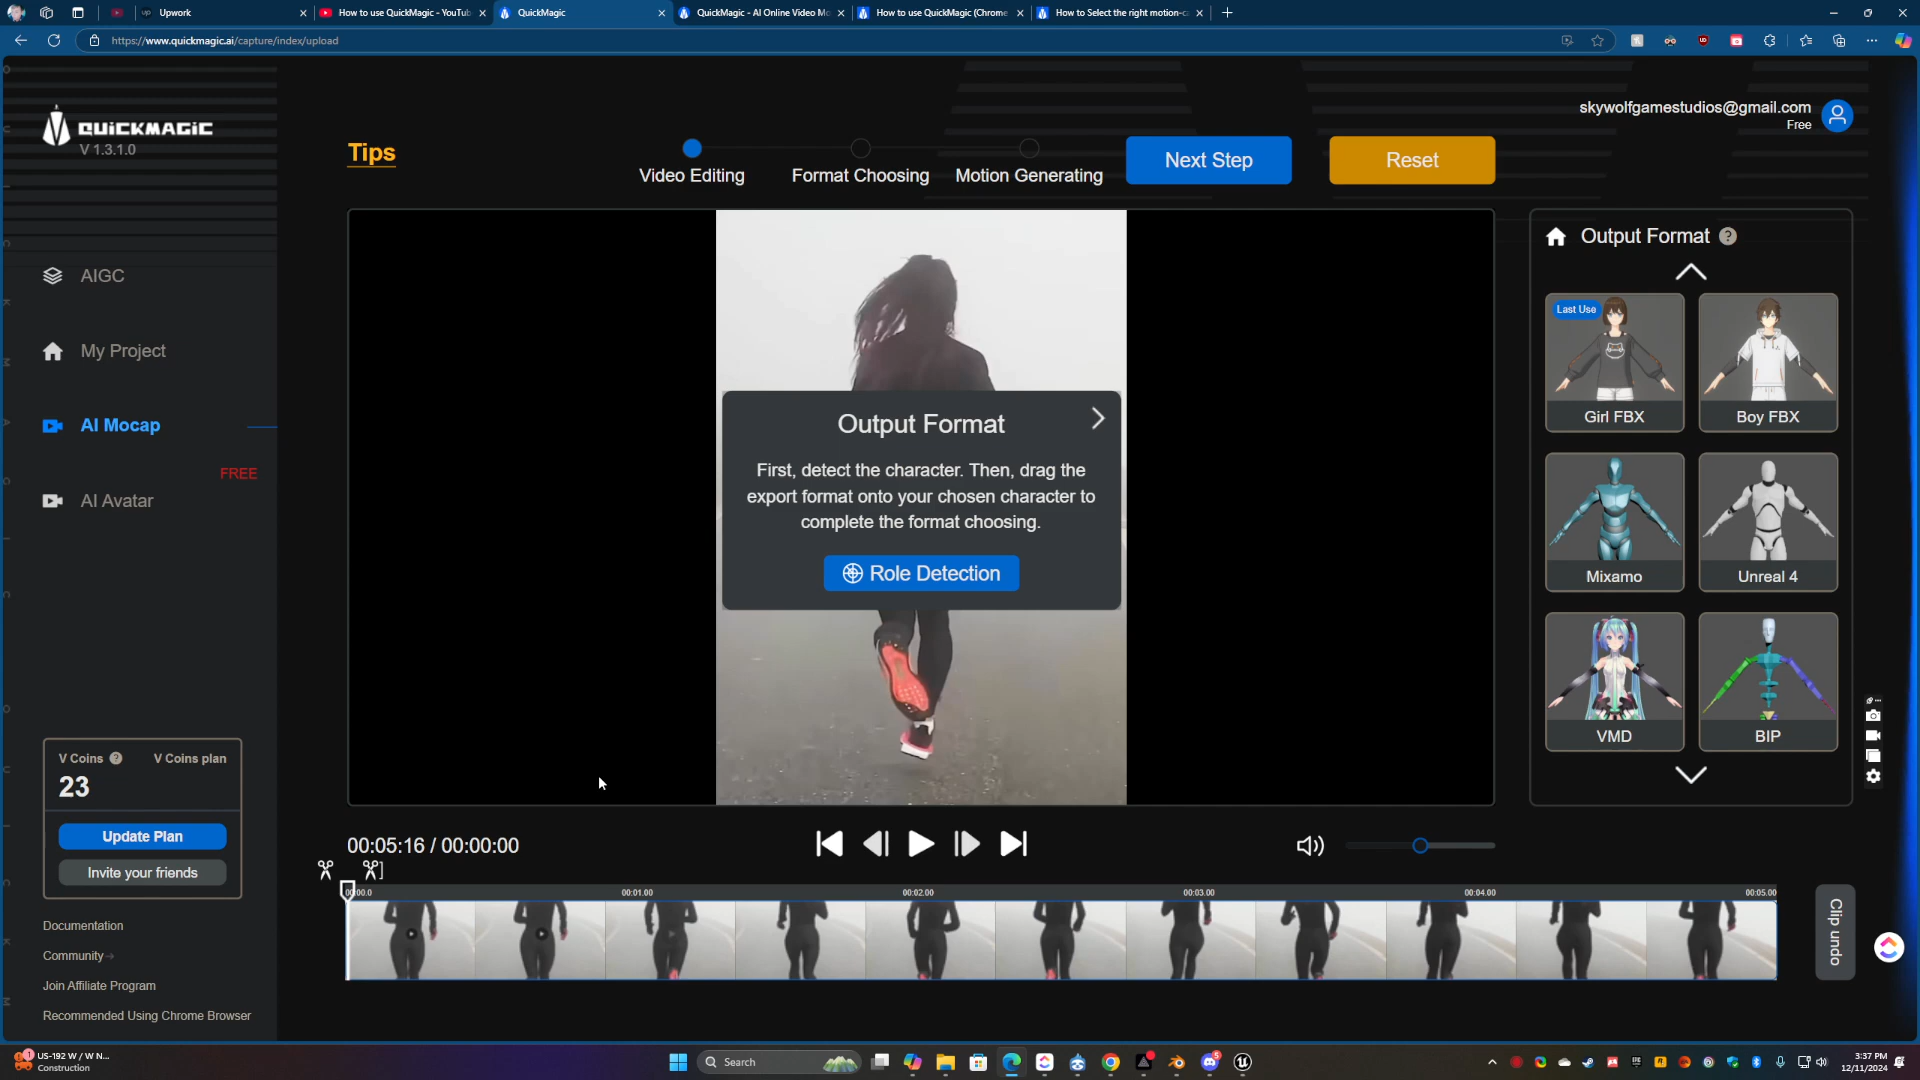 Upwork
How to use QuickMagic - YouTub
QuickMagic
QuickMagic - AI Online Video Mo
How to use QuickMagic (Chrome
How to Select the right motion-c
https://www.quickmagic.ai/capture/index/upload
QUICKMAGIC
V 1.3.1.0
skywolfgamestudios@gmail.com
Free
Tips
Video Editing
Format Choosing
Motion Generating
Next Step
Reset
AIGC
My Project
AI Mocap
FREE
AI Avatar
Output Format
First, detect the character. Then, drag the
export format onto your chosen character to
complete the format choosing.
Role Detection
Output Format ?
Last Use
Girl FBX
Boy FBX
Mixamo
Unreal 4
VMD
BIP
V Coins ?
V Coins plan
23
Update Plan
Invite your friends
Documentation
Community→
Join Affiliate Program
Recommended Using Chrome Browser
00:05:16 / 00:00:00
00:01.00
00:02.00
00:03.00
00:04.00
00:05.00
Clip undo
US-192 W / W N...
Construction
Search
3:37 PM
12/11/2024